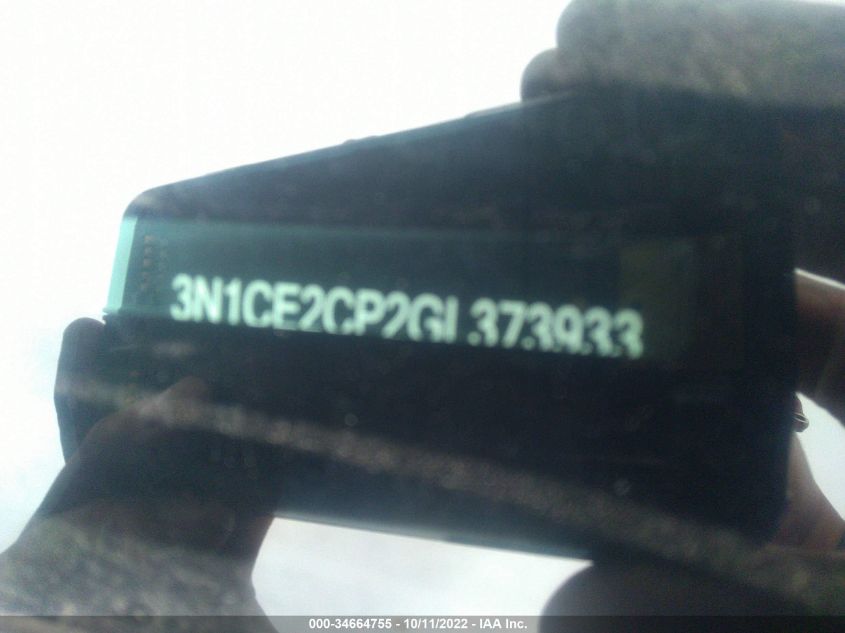 3N1CE2CP2GL373933
000-34664755 - 10/11/2022 - IAA Inc.